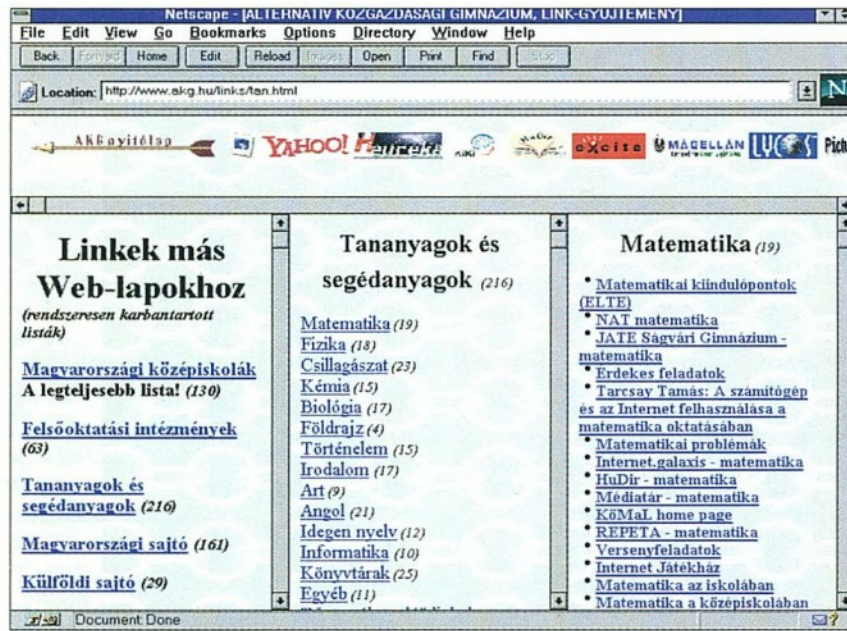 Netscape - [ALTERNATÍV KÖZGAZDASÁGI GIMNÁZIUM, LINK-GYŰJTEMÉNY]
File Edit View Go Bookmarks Options Directory Window Help
Back Forward Home Edit Reload Images Open Print Find Stop
Location: http://www.akg.hu/links/tan.html
N
AKG nyitólap YAHOO! Heureka excite MAGELLAN LYCOS Pictu
Linkek más
Web-lapokhoz
(rendszeresen karbantartott
listák)
Magyarországi középiskolák
A legteljesebb lista! (130)
Felsőoktatási intézmények
(63)
Tananyagok és
segédanyagok (216)
Magyarországi sajtó (161)
Külföldi sajtó (29)
Tananyagok és
segédanyagok (216)
Matematika (19)
Fizika (18)
Csillagászat (23)
Kémia (15)
Biológia (17)
Földrajz (4)
Történelem (15)
Irodalom (17)
Art (9)
Angol (21)
Idegen nyelv (12)
Informatika (10)
Könyvtárak (25)
Egyéb (11)
Matematika (19)
Matematikai kiindulópontok
(ELTE)
NAT matematika
JATE Ságvári Gimnázium -
matematika
Érdekes feladatok
Tarcsay Tamás: A számítógép
és az Internet felhasználása a
matematika oktatásában
Matematikai problémák
Internet.galaxis - matematika
HuDir - matematika
Médiatár - matematika
KöMaL home page
REPETA - matematika
Versenyfeladatok
Internet Játékház
Matematika az iskolában
Matematika a középiskolában
Document: Done